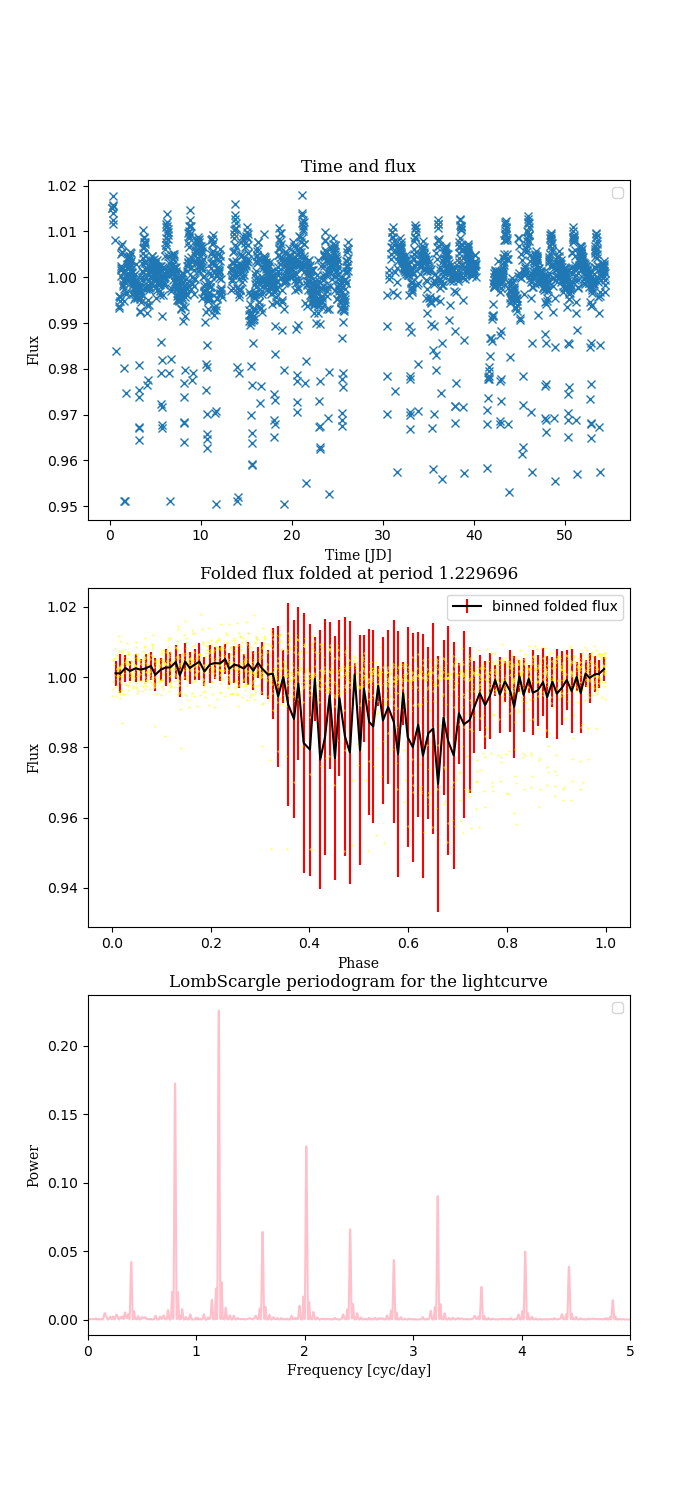 Time and flux
1.02
1.01
1.00
0.99
0.98
0.97
0.96
0.95
Flux
0 10 20 30 40 50
Time [JD]
Folded flux folded at period 1.229696
binned folded flux
1.02
1.00
0.98
0.96
0.94
Flux
0.0 0.2 0.4 0.6 0.8 1.0
Phase
LombScargle periodogram for the lightcurve
0.20
0.15
0.10
0.05
0.00
Power
0 1 2 3 4 5
Frequency [cyc/day]